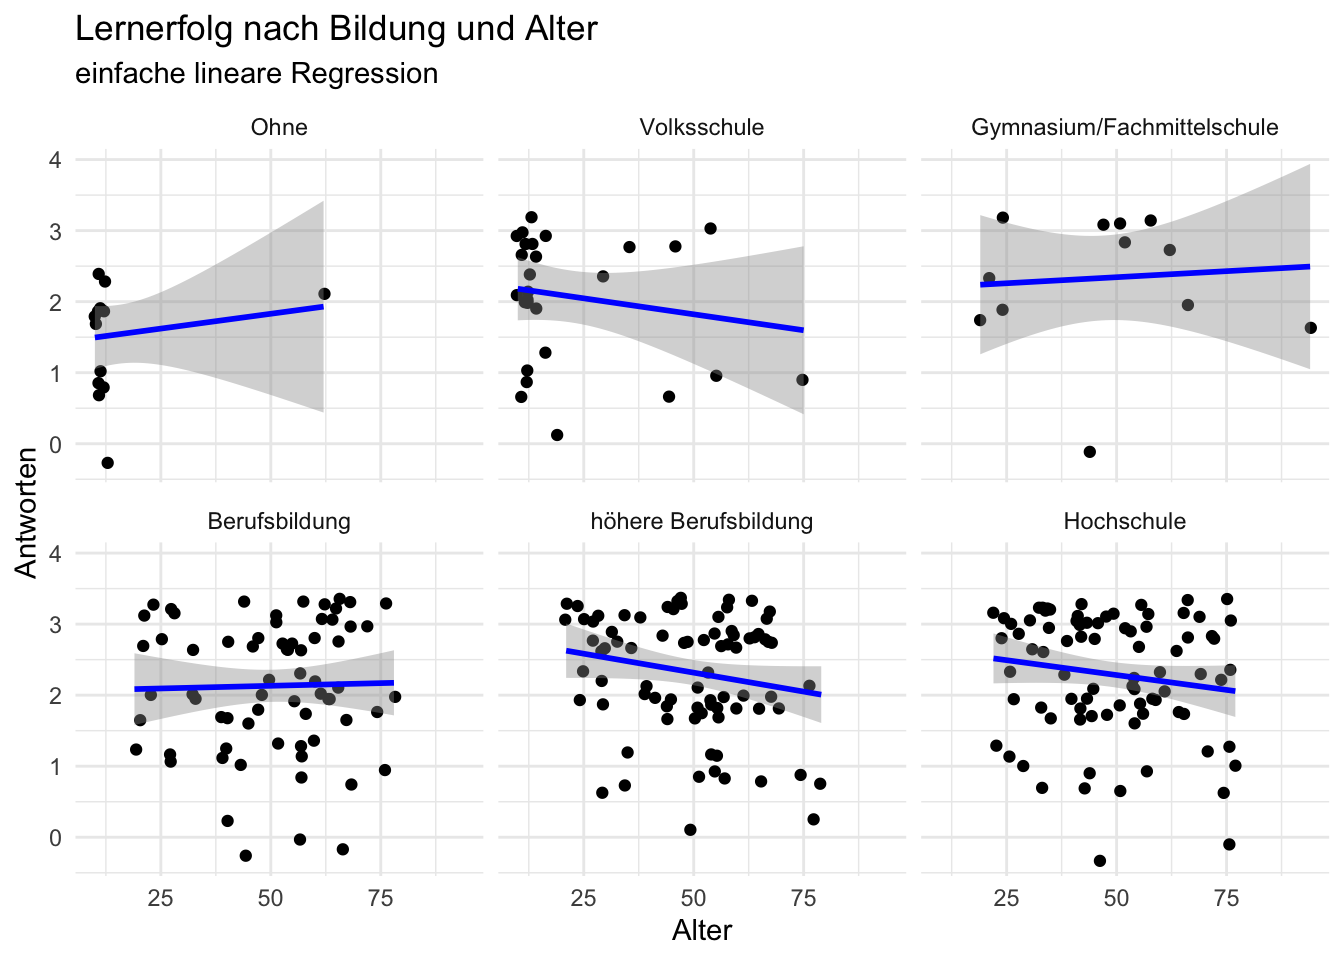 Lernerfolg nach Bildung und Alter
einfache lineare Regression
Ohne
Volksschule
Gymnasium/Fachmittelschule
4
3
2
1
0
Antworten
Berufsbildung
höhere Berufsbildung
Hochschule
4
3
2
1
0
25 50 75
25 50 75
25 50 75
Alter